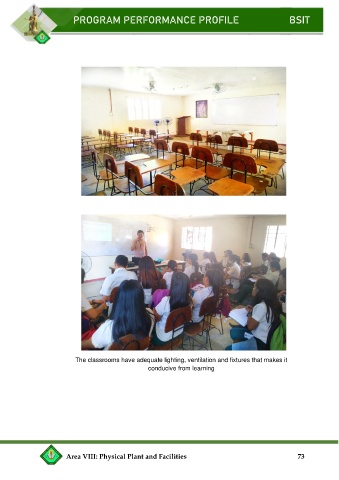 PROGRAM PERFORMANCE PROFILE BSIT
The classrooms have adequate lighting, ventilation and fixtures that makes it
conducive from learning
Area VIII: Physical Plant and Facilities 73